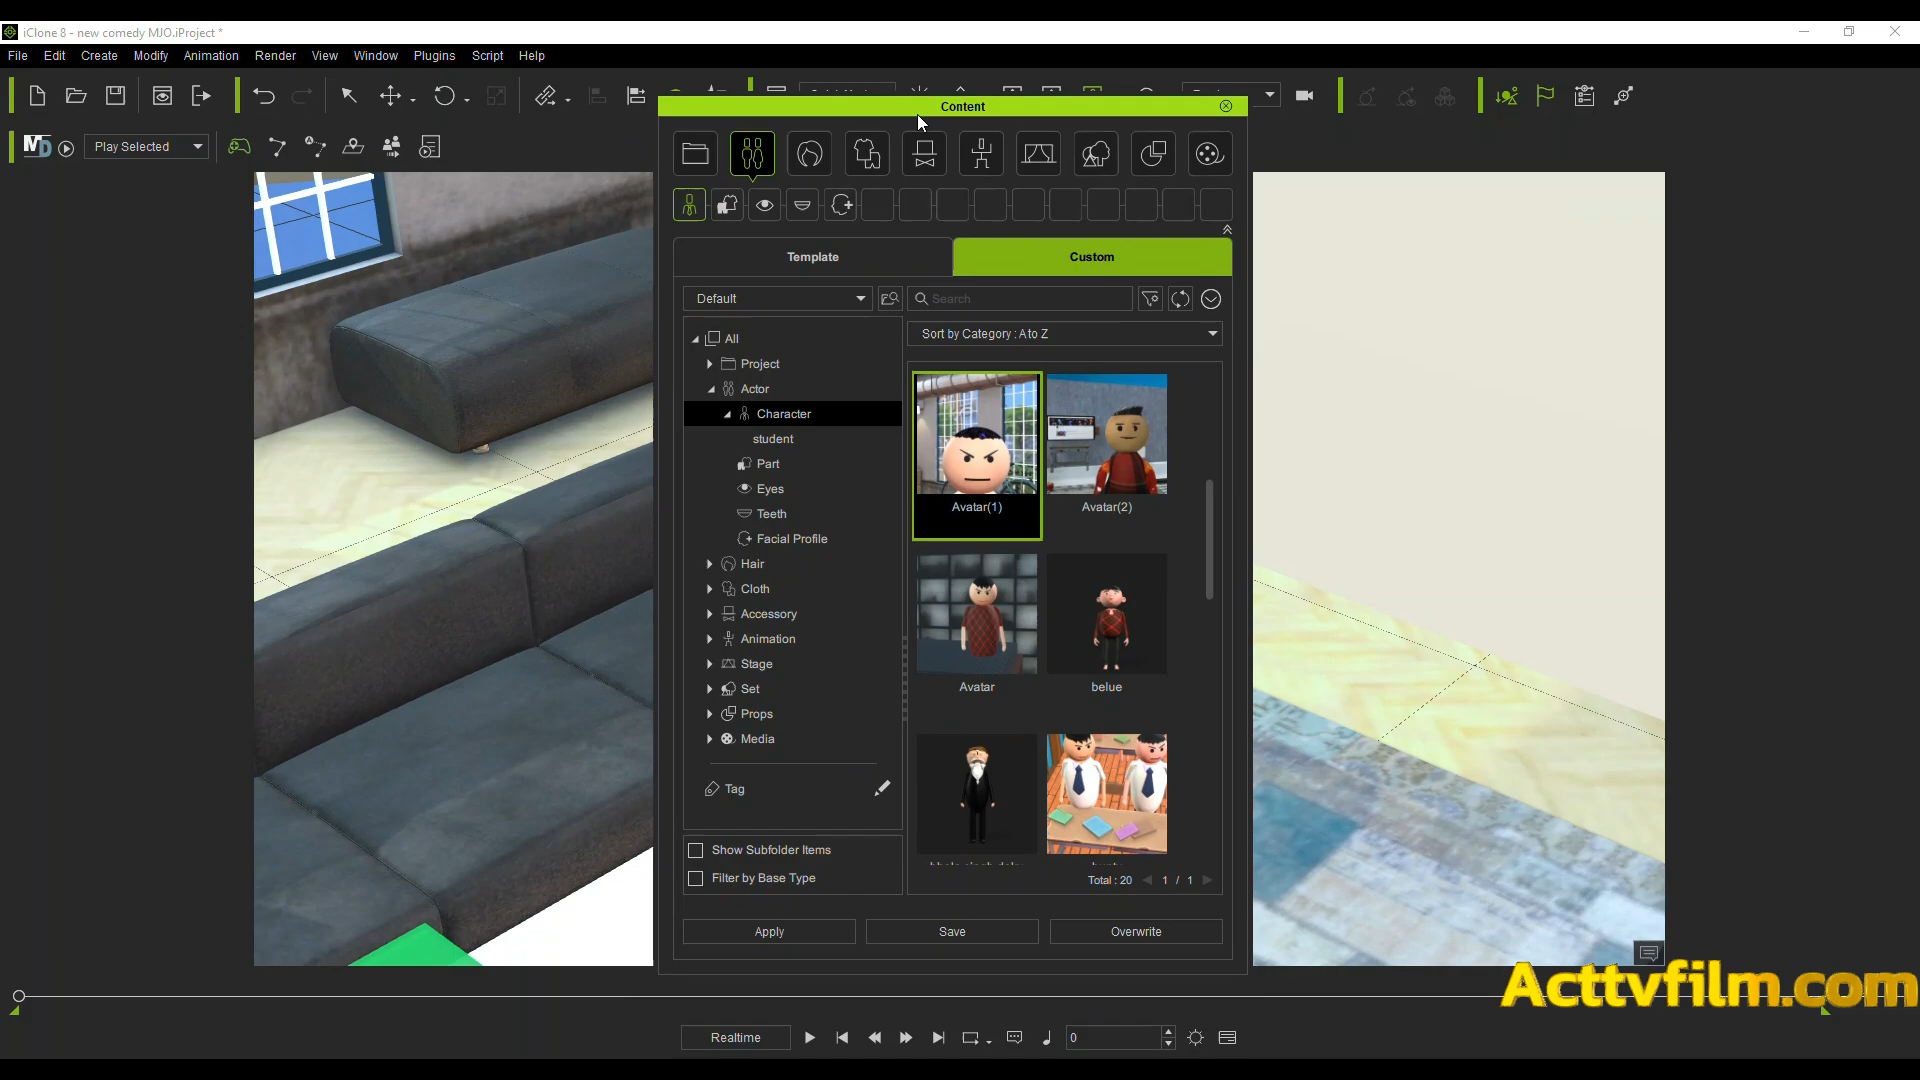 iClone 8 - new comedy MJO.iProject *
File Edit Create Modify Animation Render View Window Plugins Script Help
Content
MD
Play Selected
Template
Custom
Default
Search
Sort by Category : A to Z
All
Project
Actor
Character
student
Part
Eyes
Teeth
Facial Profile
Hair
Cloth
Accessory
Animation
Stage
Set
Props
Media
Tag
Avatar(1)
Avatar(2)
Avatar
belue
Show Subfolder Items
Filter by Base Type
Total : 20
1 / 1
Apply
Save
Overwrite
Acttvfilm.com
Realtime
0